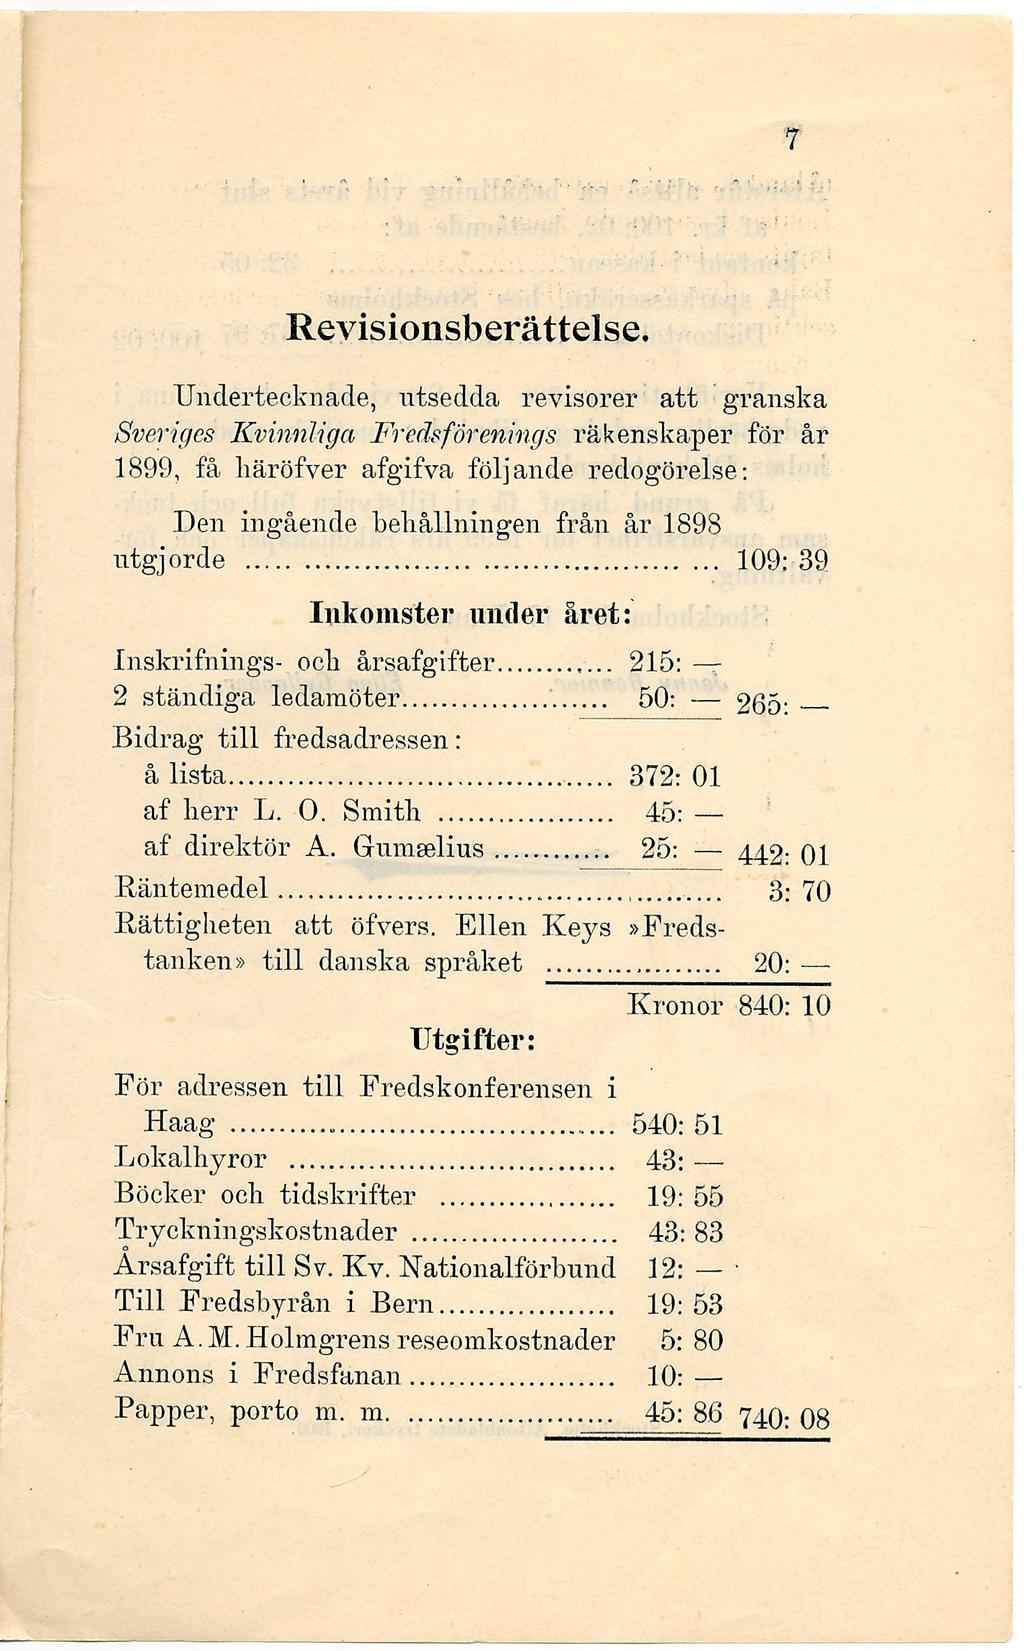 7
Revisionsberättelse.
Undertecknade, utsedda revisorer att granska
Sveriges Kvinnliga Fredsförenings räkenskaper för år
1899, få häröfver afgifva följande redogörelse:
Den ingående behållningen från år 1898
utgjorde ........................................ 109: 39
Inkomster under året:
Inskrifnings- och årsafgifter............ 215: —
2 ständiga ledamöter..................... 50: — 265: —
Bidrag till fredsadressen:
å lista....................................... 372: 01
af herr L. O. Smith .................. 45: —
af direktör A. Gumælius ............ 25: — 442: 01
Räntemedel ............................................. 3: 70
Rättigheten att öfvers. Ellen Keys »Freds-
tanken» till danska språket .................. 20: —
Kronor 840: 10
Utgifter:
För adressen till Fredskonferensen i
Haag ....................................... 540: 51
Lokalhyror ................................. 43: —
Böcker och tidskrifter .................. 19: 55
Tryckningskostnader ..................... 43: 83
Årsafgift till Sv. Kv. Nationalförbund 12: —
Till Fredsbyrån i Bern.................. 19: 53
Fru A. M. Holmgrens reseomkostnader 5: 80
Annons i Fredsfanan..................... 10: —
Papper, porto m. m. ..................... 45: 86 740: 08